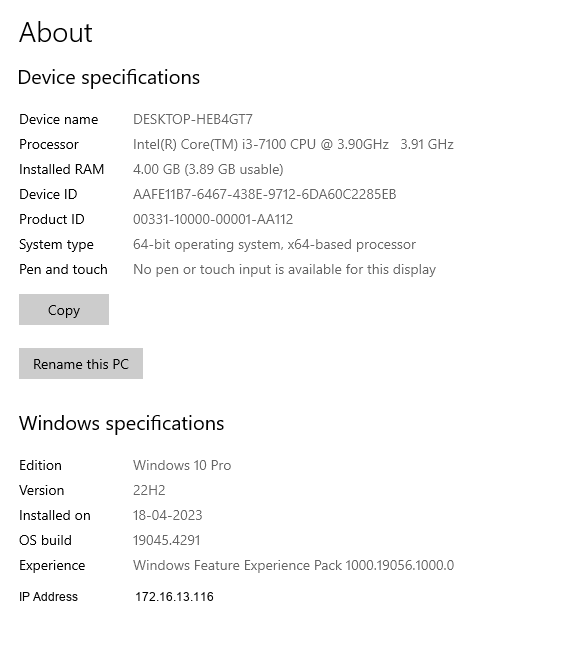 About
Device specifications
Device name DESKTOP-HEB4GT7
Processor Intel(R) Core(TM) i3-7100 CPU @ 3.90GHz 3.91 GHz
Installed RAM 4.00 GB (3.89 GB usable)
Device ID AAFE11B7-6467-438E-9712-6DA60C2285EB
Product ID 00331-10000-00001-AA112
System type 64-bit operating system, x64-based processor
Pen and touch No pen or touch input is available for this display
Copy
Rename this PC
Windows specifications
Edition Windows 10 Pro
Version 22H2
Installed on 18-04-2023
OS build 19045.4291
Experience Windows Feature Experience Pack 1000.19056.1000.0
IP Address 172.16.13.116